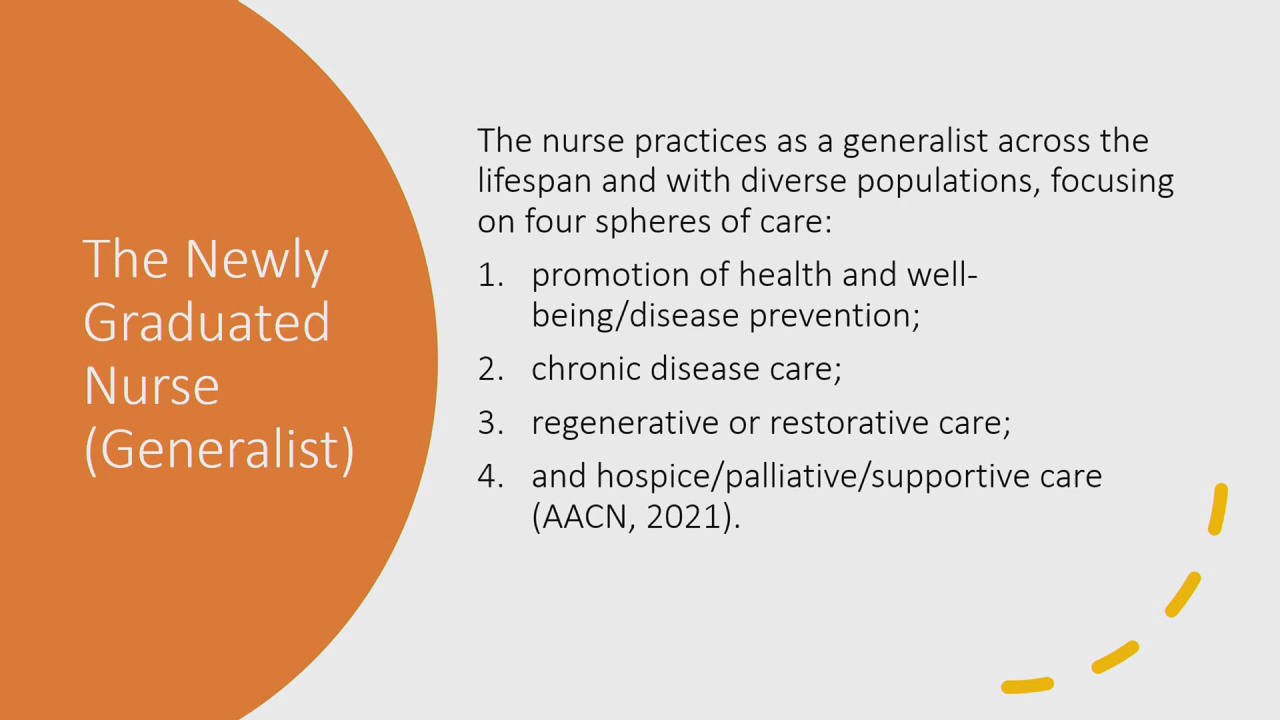 The Newly
Graduated
Nurse
(Generalist)
The nurse practices as a generalist across the
lifespan and with diverse populations, focusing
on four spheres of care:
1. promotion of health and well-
being/disease prevention;
2. chronic disease care;
3. regenerative or restorative care;
4. and hospice/palliative/supportive care
(AACN, 2021).